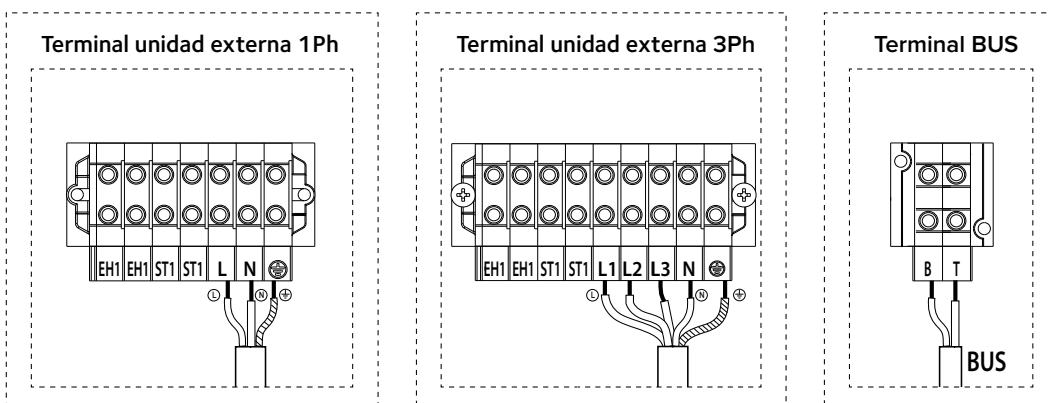 Terminal unidad externa 1Ph
EH1 EH1 ST1 ST1 L N
L N
Terminal unidad externa 3Ph
EH1 EH1 ST1 ST1 L1 L2 L3 N
L N
Terminal BUS
B T
BUS